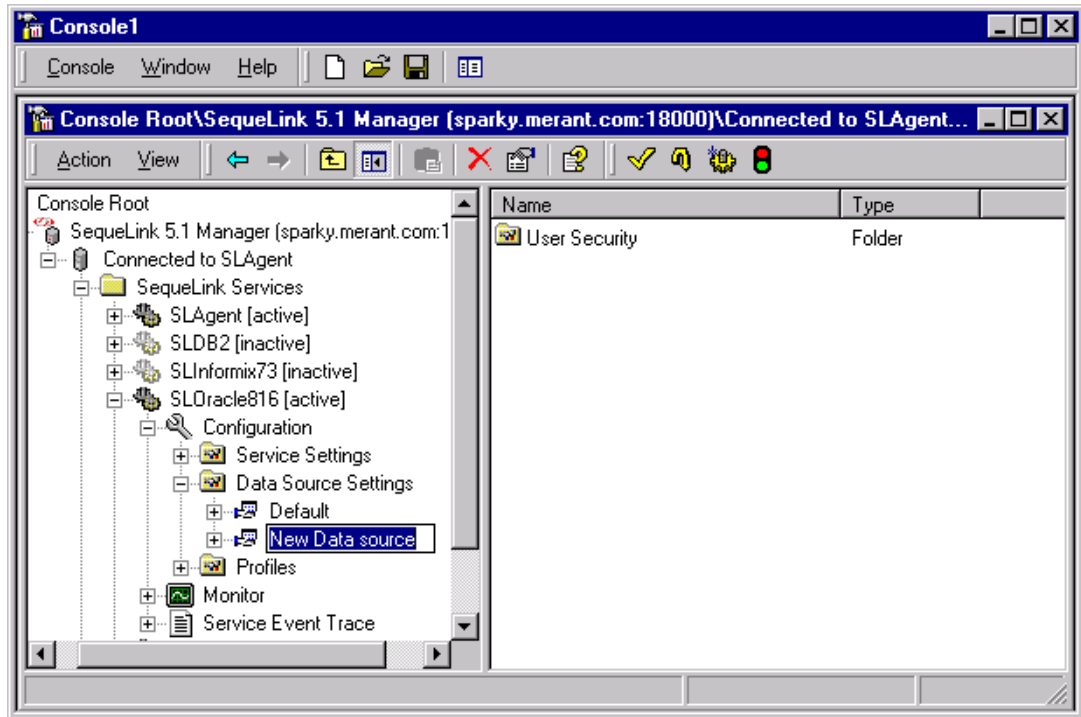 Console1
Console Window Help
Console Root\SequeLink 5.1 Manager (sparky.merant.com:18000)\Connected to SLAgent...
Action View
Console Root
SequeLink 5.1 Manager (sparky.merant.com:1
Connected to SLAgent
SequeLink Services
SLAgent [active]
SLDB2 [inactive]
SLInformix73 [inactive]
SLOracle816 [active]
Configuration
Service Settings
Data Source Settings
Default
New Data source
Profiles
Monitor
Service Event Trace
Name Type
User Security Folder